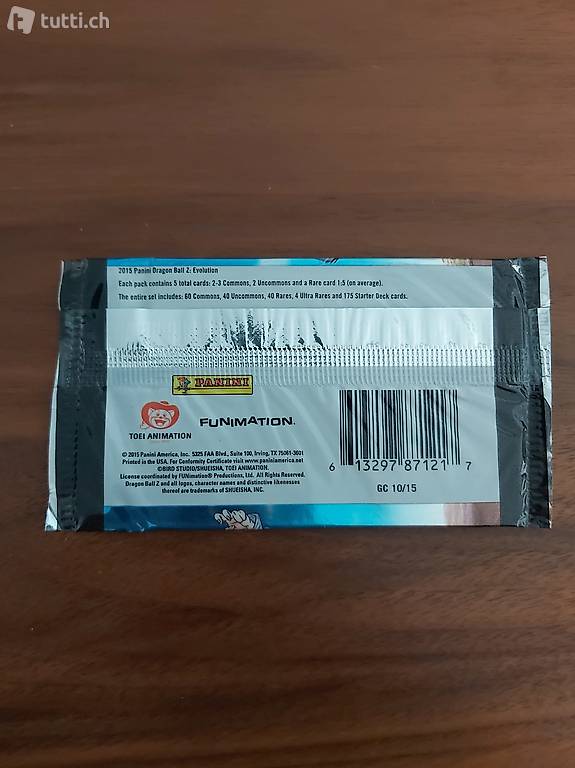 tutti.ch
2015 Panini Dragon Ball Z: Evolution
Each pack contains 5 total cards: 2-3 Commons, 2 Uncommons and a Rare card 1:5 (on average).
The entire set includes: 60 Commons, 40 Uncommons, 40 Rares, 4 Ultra Rares and 175 Starter Deck cards.
PANINI
TOEI ANIMATION
FUNIMATION.
© 2015 Panini America, Inc. 5325 FAA Blvd., Suite 100, Irving, TX 75061-3601
Printed in the USA. For Conformity Certificate visit www.paniniamerica.net
©BIRD STUDIO/SHUEISHA, TOEI ANIMATION.
License coordinated by FUNimation® Productions, Ltd. All Rights Reserved.
Dragon Ball Z and all logos, character names and distinctive likenesses
thereof are trademarks of SHUEISHA, INC.
6 13297 87121 7
GC 10/15